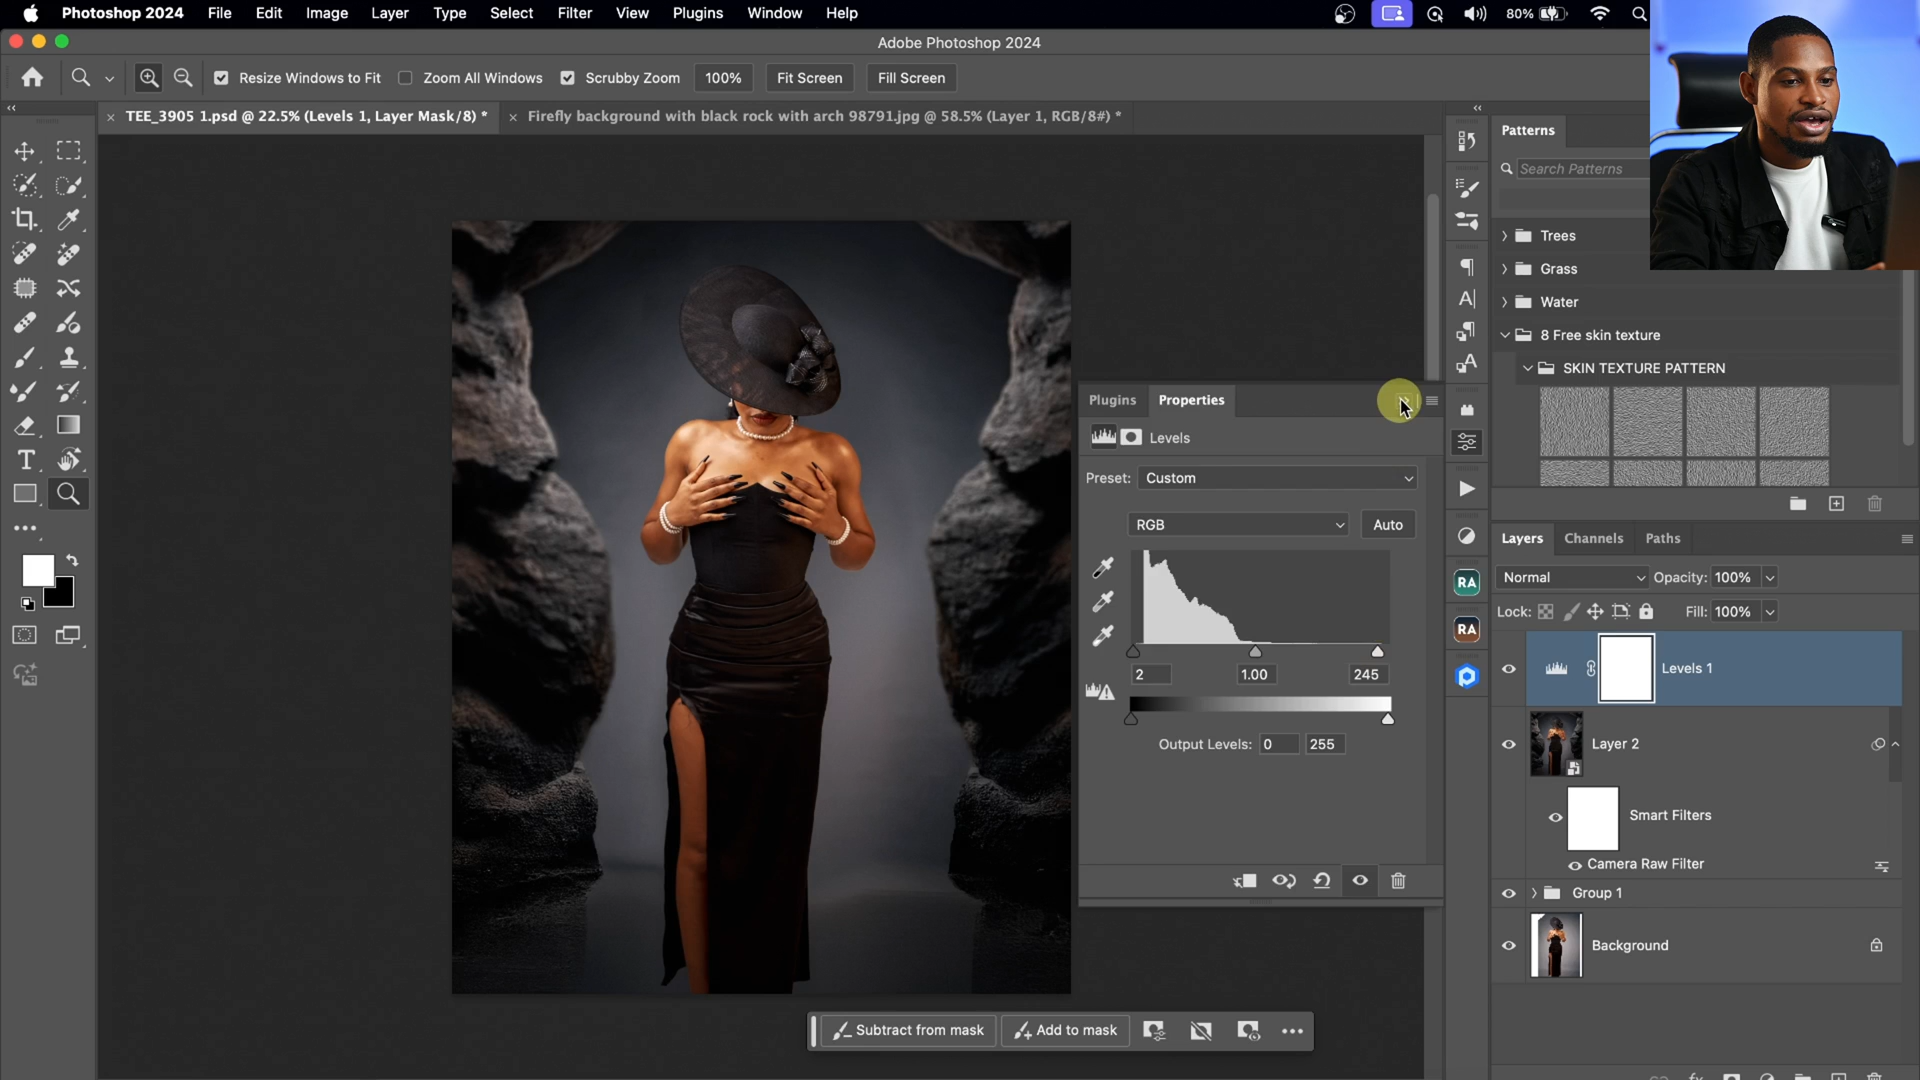 Photoshop 2024 File Edit Image Layer Type Select Filter View Plugins Window Help 80%
Adobe Photoshop 2024
Resize Windows to Fit Zoom All Windows Scrubby Zoom 100% Fit Screen Fill Screen
TEE_3905 1.psd @ 22.5% (Levels 1, Layer Mask/8) * Firefly background with black rock with arch 98791.jpg @ 58.5% (Layer 1, RGB/8#) *
Patterns
Search Patterns
Trees
Grass
Water
8 Free skin texture
SKIN TEXTURE PATTERN
Plugins Properties
Levels
Preset: Custom
RGB Auto
2 1.00 245
Output Levels: 0 255
RA
RA
Layers Channels Paths
Normal Opacity: 100%
Lock: Fill: 100%
Levels 1
Layer 2
Smart Filters
Camera Raw Filter
Group 1
Background
Subtract from mask Add to mask